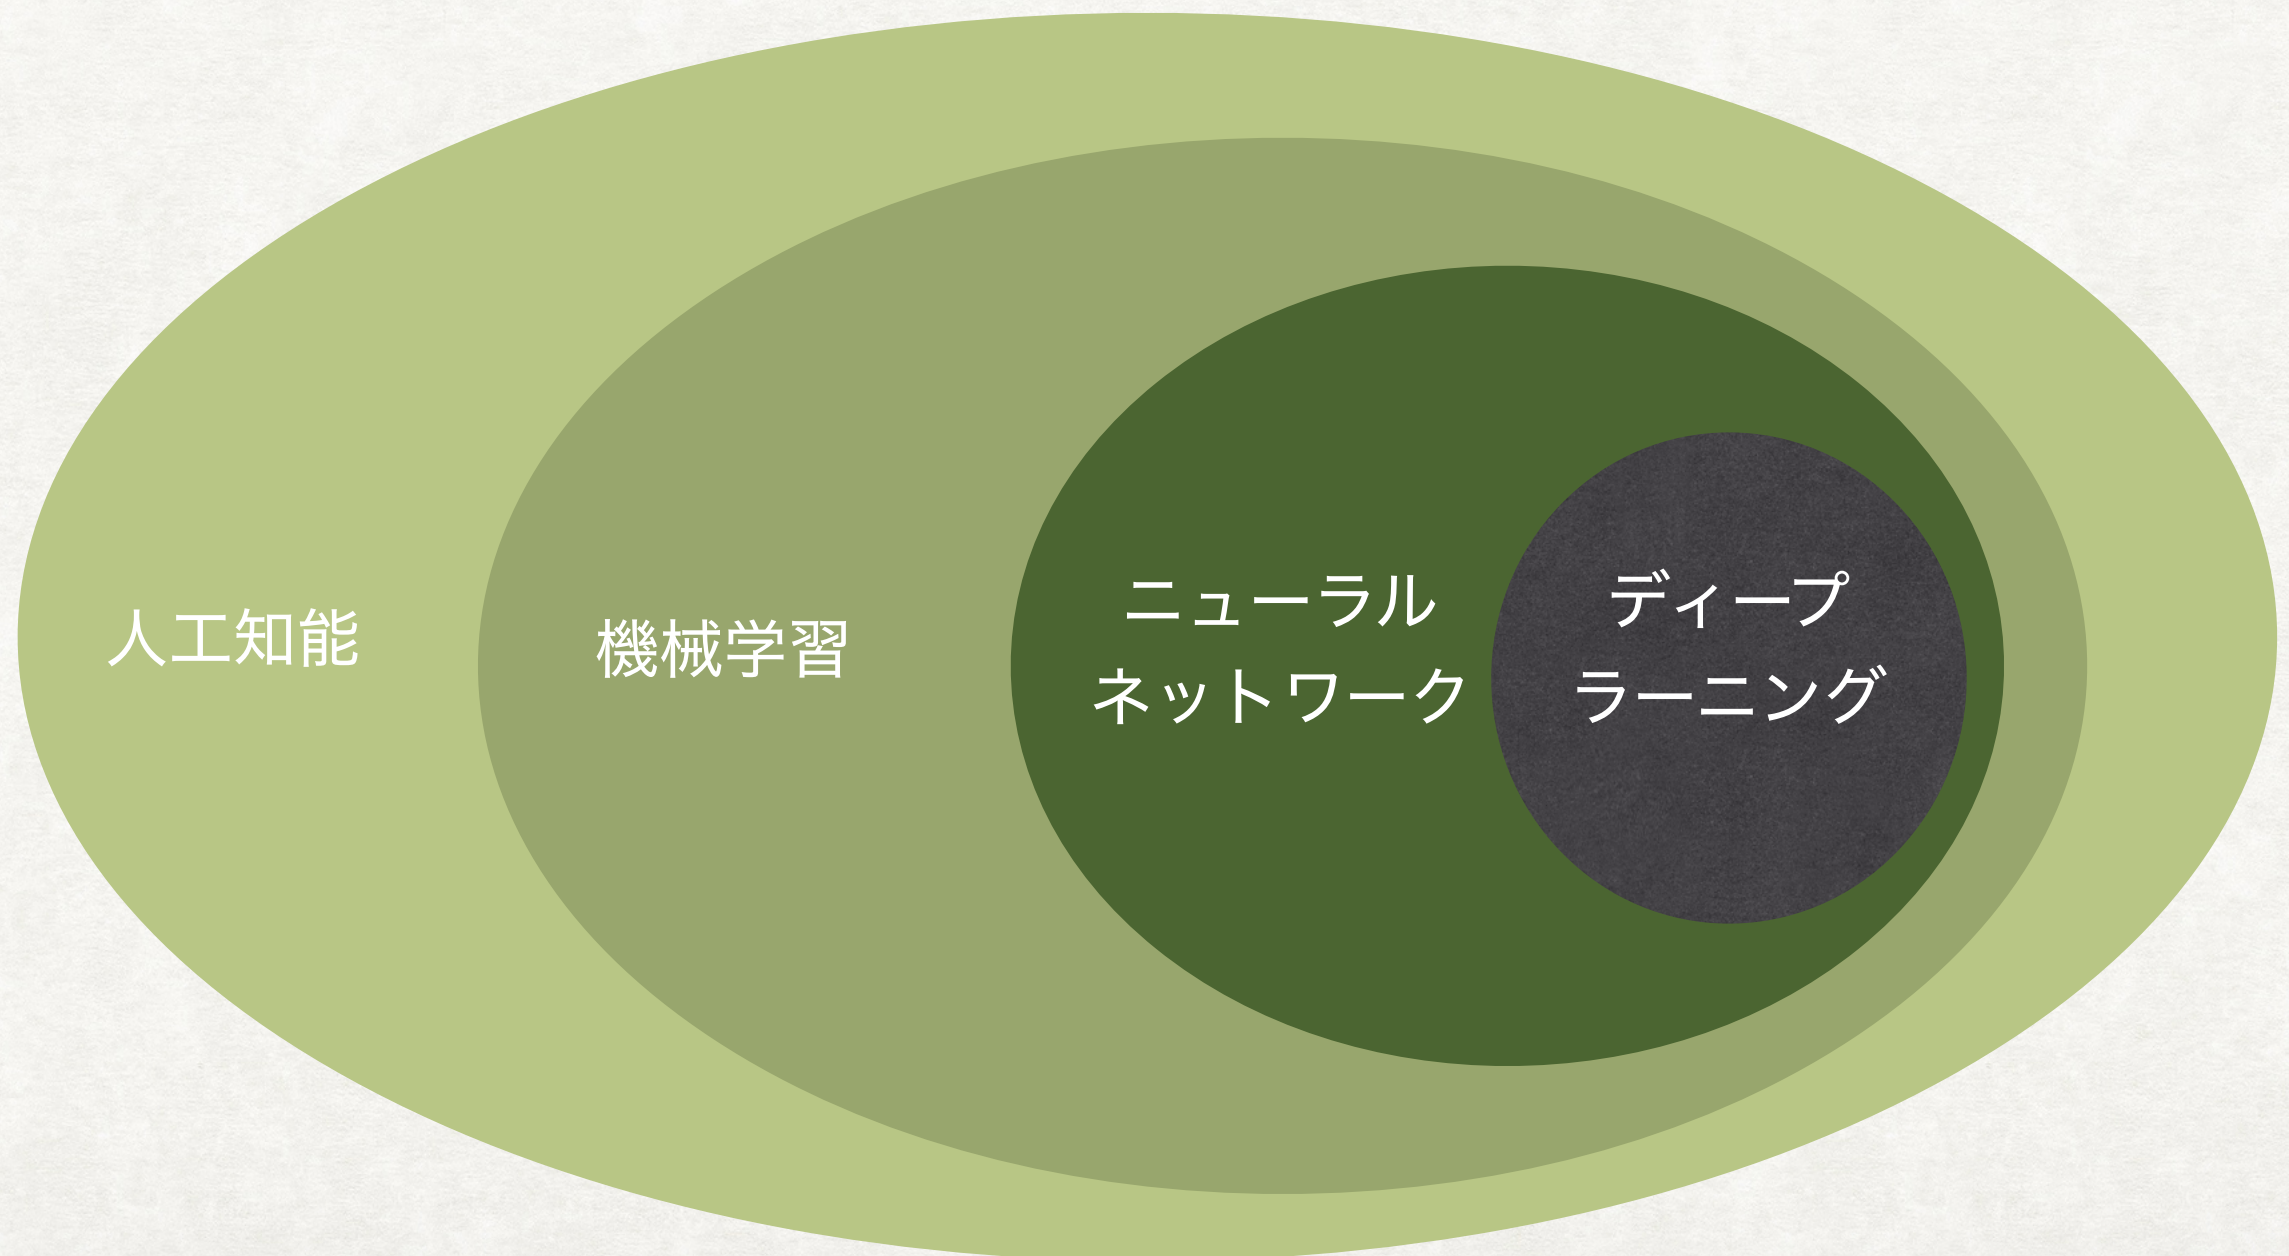 人工知能
機械学習
ニューラル
ネットワーク
ディープ
ラーニング